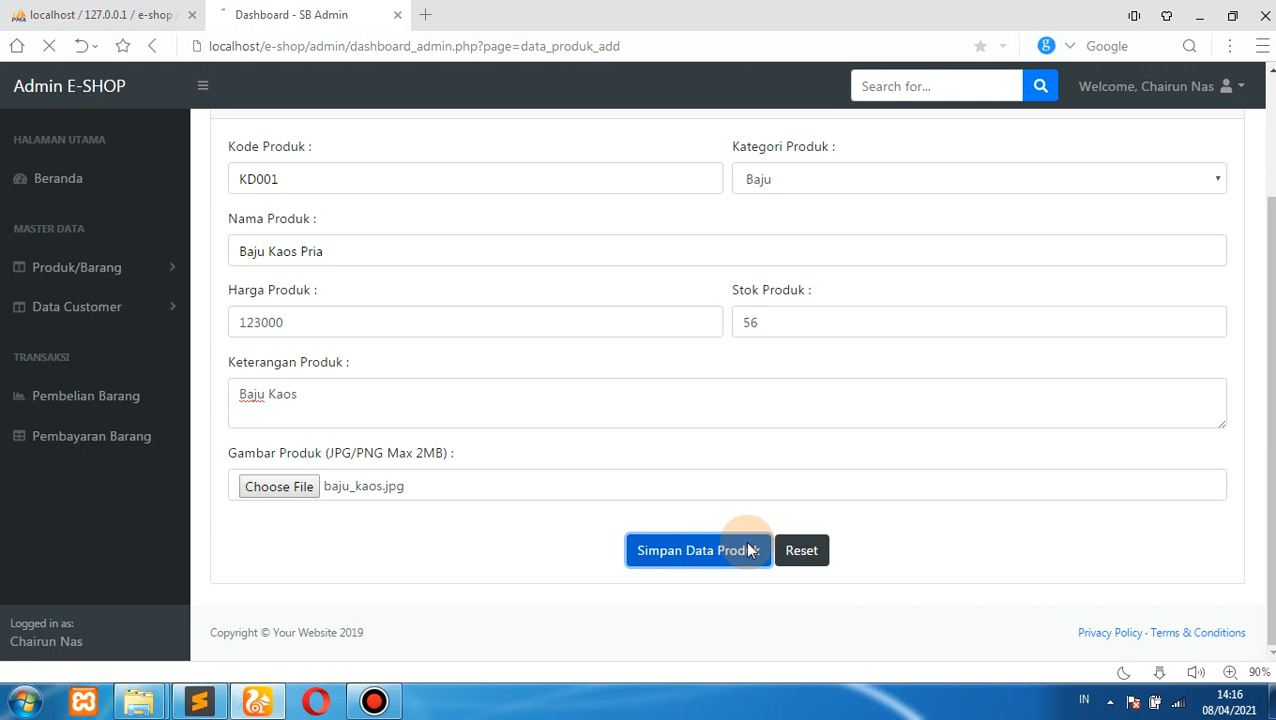 localhost / 127.0.0.1 / e-shop
Dashboard - SB Admin
localhost/e-shop/admin/dashboard_admin.php?page=data_produk_add
Google
Admin E-SHOP
Search for...
Welcome, Chairun Nas
HALAMAN UTAMA
Beranda
MASTER DATA
Produk/Barang
Data Customer
TRANSAKSI
Pembelian Barang
Pembayaran Barang
Logged in as:
Chairun Nas
Kode Produk :
KD001
Kategori Produk :
Baju
Nama Produk :
Baju Kaos Pria
Harga Produk :
123000
Stok Produk :
56
Keterangan Produk :
Baju Kaos
Gambar Produk (JPG/PNG Max 2MB) :
Choose File baju_kaos.jpg
Simpan Data Produk
Reset
Copyright © Your Website 2019
Privacy Policy · Terms & Conditions
90%
IN
14:16
08/04/2021